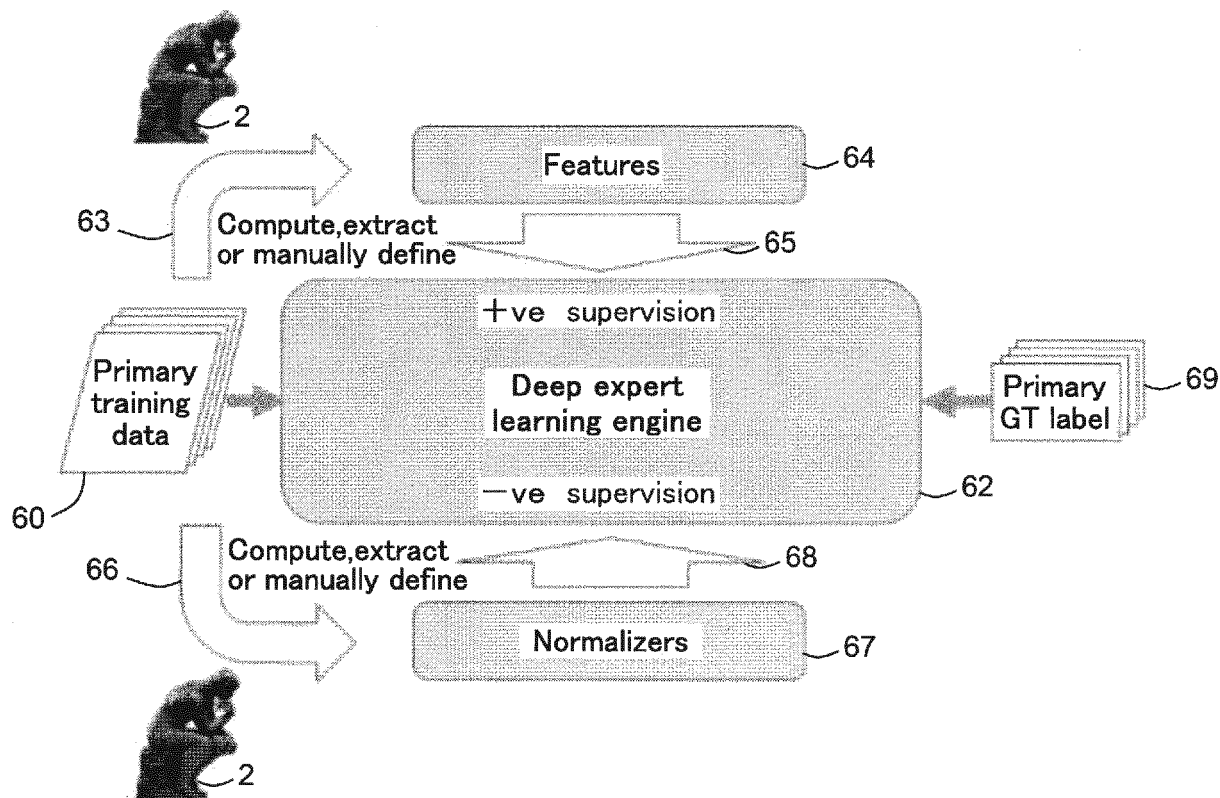 2
Features
64
63
Compute,extract
or manually define
65
+ve supervision
Primary
training
data
Deep expert
learning engine
Primary
GT label
69
-ve supervision
62
60
66
Compute,extract
or manually define
68
Normalizers
67
2